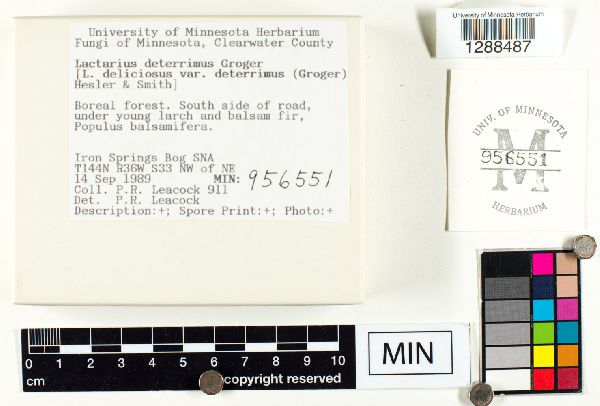 University of Minnesota Herbarium
Fungi of Minnesota, Clearwater County
Lactarius deterrimus Groger
[L. deliciosus var. deterrimus (Groger)
Hesler & Smith]
Boreal forest. South side of road,
under young larch and balsam fir,
Populus balsamifera.
Iron Springs Bog SNA
T144N R36W S33 NW of NE
14 Sep 1989 MIN: 956551
Coll. P.R. Leacock 911
Det. P.R. Leacock
Description:+; Spore Print:+; Photo:+
University of Minnesota Herbarium
1288487
UNIV. OF MINNESOTA
M
956551
HERBARIUM
0 1 2 3 4 5 6 7 8 9 10
cm copyright reserved
MIN